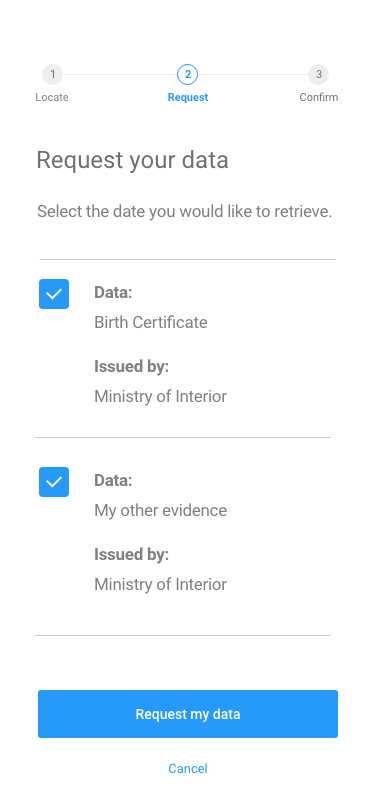 1 2 3
Locate Request Confirm
Request your data
Select the date you would like to retrieve.
Data:
Birth Certificate
Issued by:
Ministry of Interior
Data:
My other evidence
Issued by:
Ministry of Interior
Request my data
Cancel